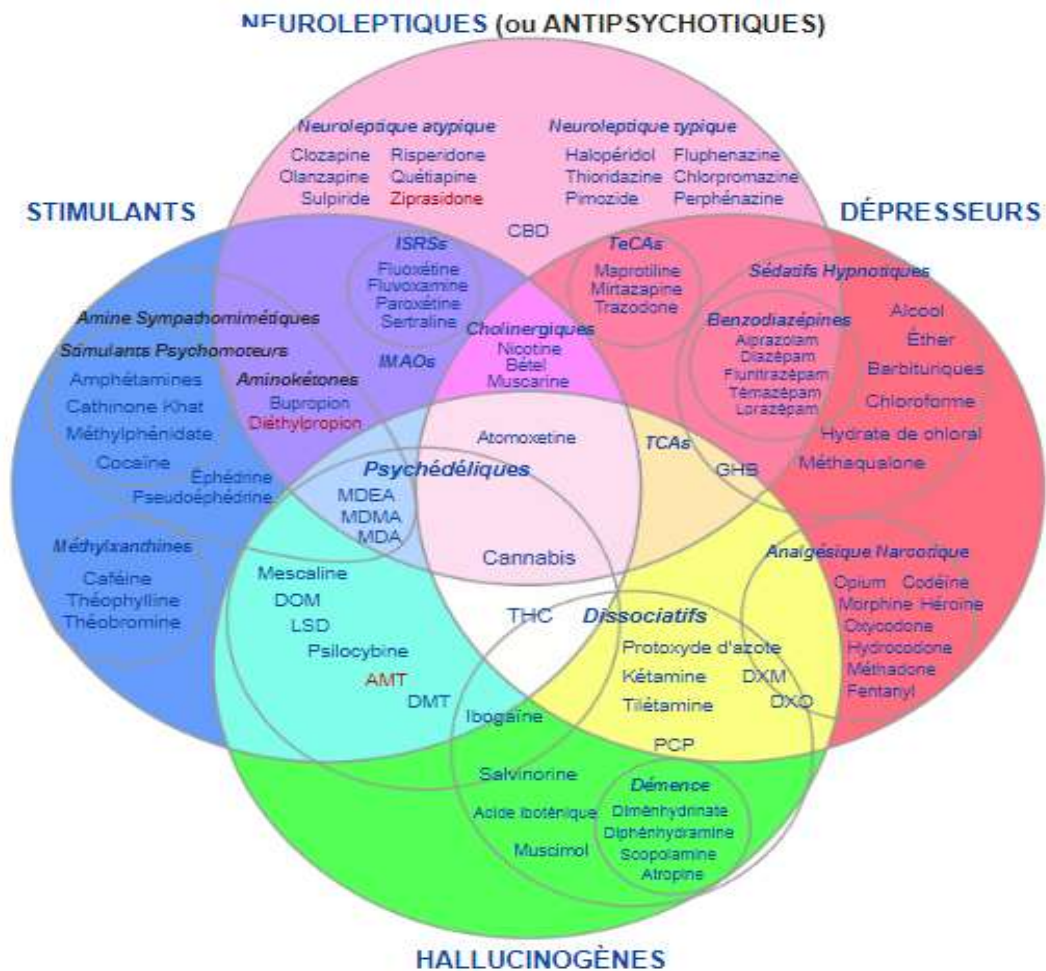 NEUROLEPTIQUES (ou ANTIPSYCHOTIQUES)
Neuroleptique atypique
Clozapine Risperidone
Olanzapine Quétiapine
Sulpiride Ziprasidone
Neuroleptique typique
Halopéridol Fluphenazine
Thioridazine Chlorpromazine
Pimozide Perphénazine
STIMULANTS
DÉPRESSEURS
CBD
ISRSs
Fluoxétine
Fluvoxamine
Paroxétine
Sertraline
IMAOs
TeCAs
Maprotiline
Mirtazapine
Trazodone
Sédatifs Hypnotiques
Alcool
Éther
Barbituriques
Chloroforme
Hydrate de chloral
Méthaqualone
Benzodiazépines
Alprazolam
Diazépam
Flunitrazépam
Témazépam
Lorazépam
Cholinergiques
Nicotine
Bétel
Muscarine
Amine Sympathomimétiques
Stimulants Psychomoteurs
Amphétamines
Cathinone Khat
Méthylphénidate
Cocaïne
Éphédrine
Pseudoéphédrine
Aminokétones
Bupropion
Diéthylpropion
Atomoxetine
TCAs
GHB
Psychédéliques
MDEA
MDMA
MDA
Cannabis
Méthylxanthines
Caféine
Théophylline
Théobromine
Mescaline
DOM
LSD
Psilocybine
AMT
DMT
Ibogaïne
THC
Dissociatifs
Protoxyde d'azote
Kétamine DXM
Tilétamine DXO
PCP
Analgésique Narcotique
Opium Codéine
Morphine Héroïne
Oxycodone
Hydrocodone
Méthadone
Fentanyl
Salvinorine
Acide Iboténique
Muscimol
Démence
Diménhydrinate
Diphénhydramine
Scopolamine
Atropine
HALLUCINOGÈNES